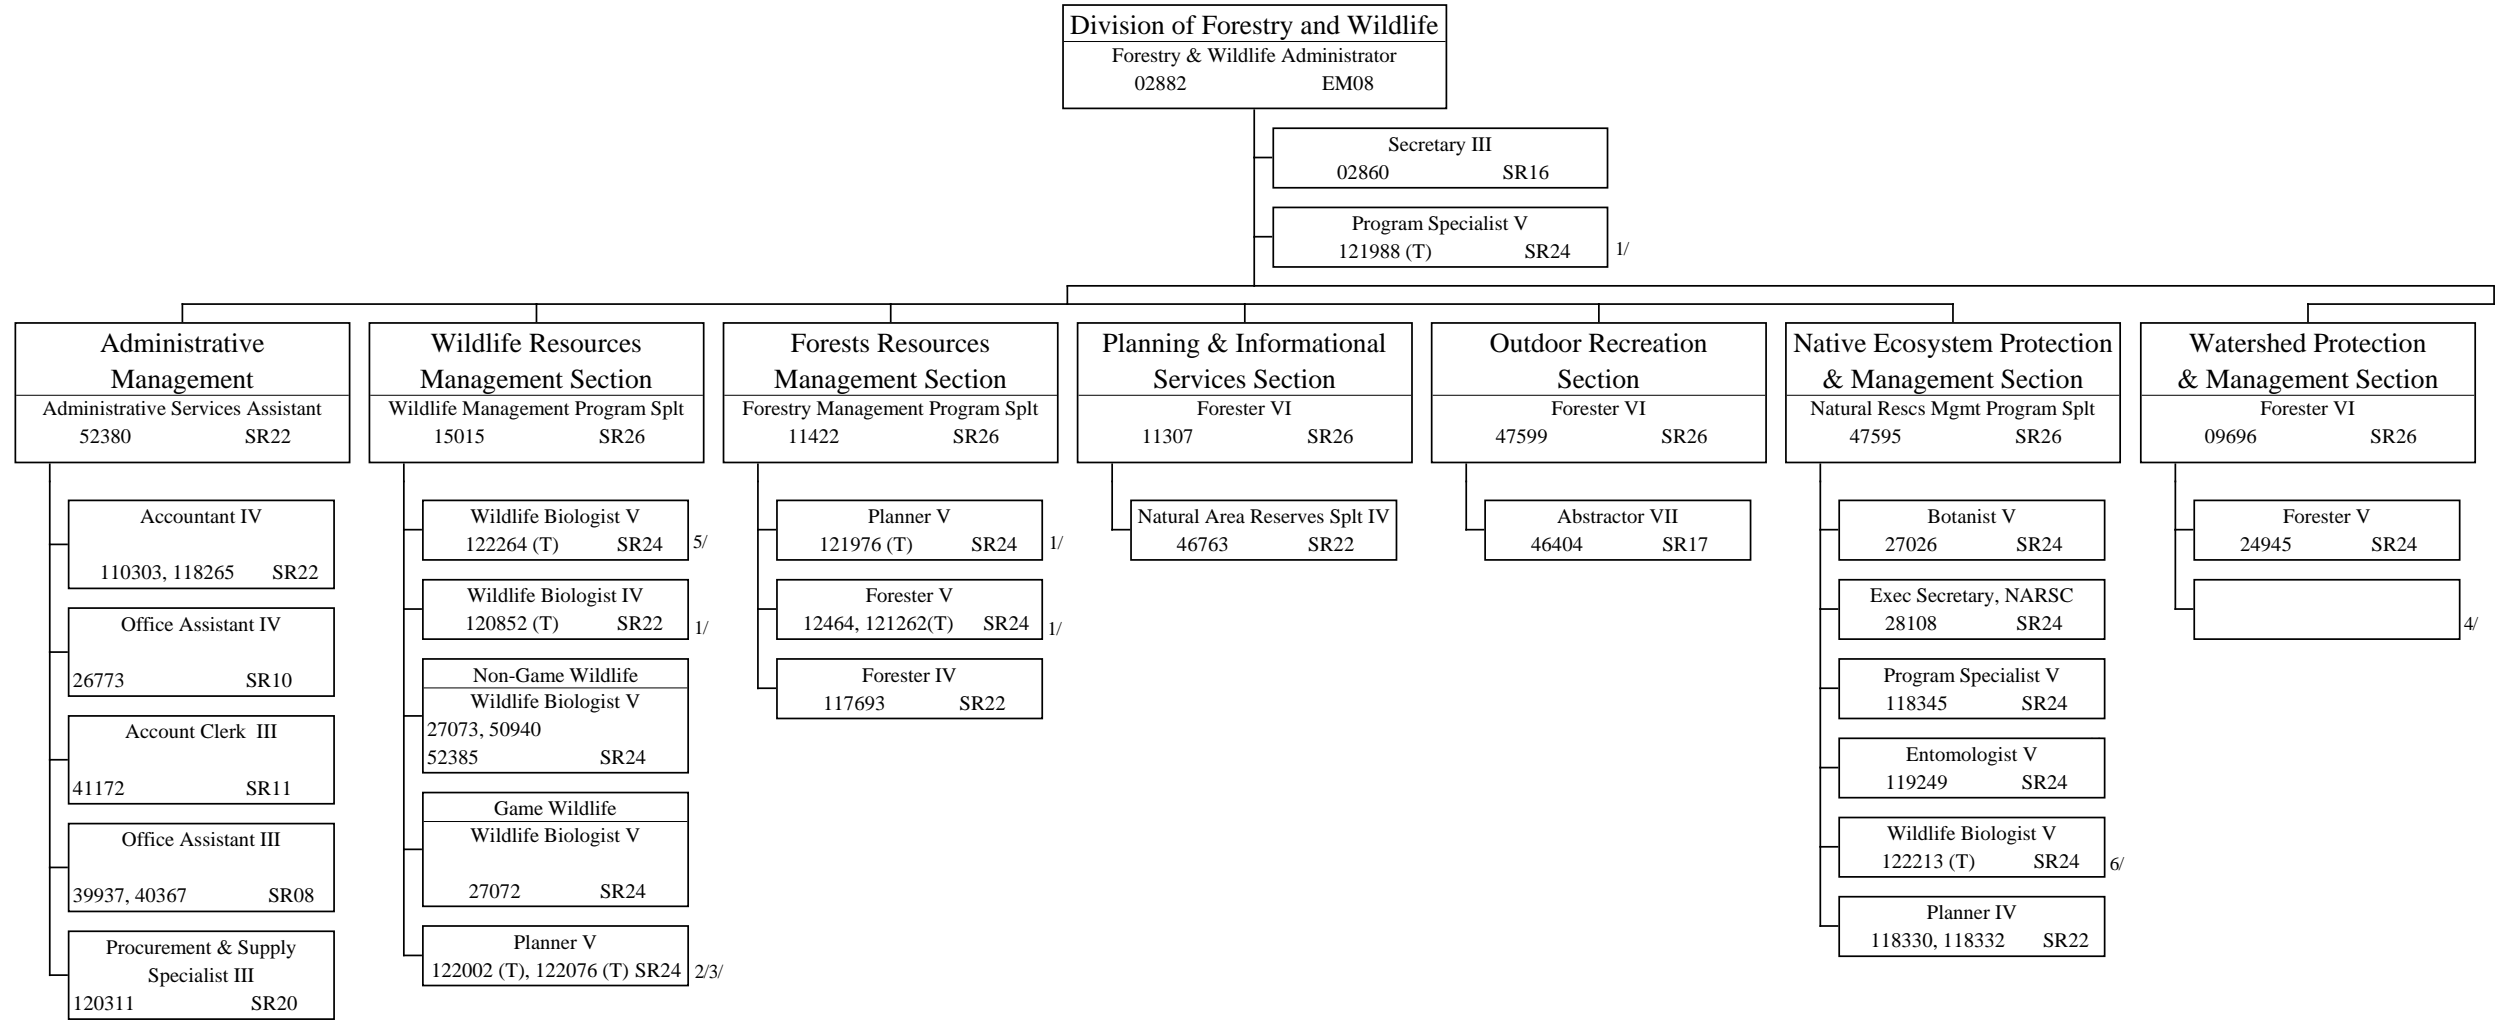 Division of Forestry and Wildlife
Forestry & Wildlife Administrator
02882 EM08
Secretary III
02860 SR16
Program Specialist V
121988 (T) SR24 1/
Administrative
Management
Administrative Services Assistant
52380 SR22
Accountant IV
110303, 118265 SR22
Office Assistant IV
26773 SR10
Account Clerk III
41172 SR11
Office Assistant III
39937, 40367 SR08
Procurement & Supply
Specialist III
120311 SR20
Wildlife Resources
Management Section
Wildlife Management Program Splt
15015 SR26
Wildlife Biologist V
122264 (T) SR24 5/
Wildlife Biologist IV
120852 (T) SR22 1/
Non-Game Wildlife
Wildlife Biologist V
27073, 50940
52385 SR24
Game Wildlife
Wildlife Biologist V
27072 SR24
Planner V
122002 (T), 122076 (T) SR24 2/3/
Forests Resources
Management Section
Forestry Management Program Splt
11422 SR26
Planner V
121976 (T) SR24 1/
Forester V
12464, 121262(T) SR24 1/
Forester IV
117693 SR22
Planning & Informational
Services Section
Forester VI
11307 SR26
Natural Area Reserves Splt IV
46763 SR22
Outdoor Recreation
Section
Forester VI
47599 SR26
Abstractor VII
46404 SR17
Native Ecosystem Protection
& Management Section
Natural Rescs Mgmt Program Splt
47595 SR26
Botanist V
27026 SR24
Exec Secretary, NARSC
28108 SR24
Program Specialist V
118345 SR24
Entomologist V
119249 SR24
Wildlife Biologist V
122213 (T) SR24 6/
Planner IV
118330, 118332 SR22
Watershed Protection
& Management Section
Forester VI
09696 SR26
Forester V
24945 SR24
4/